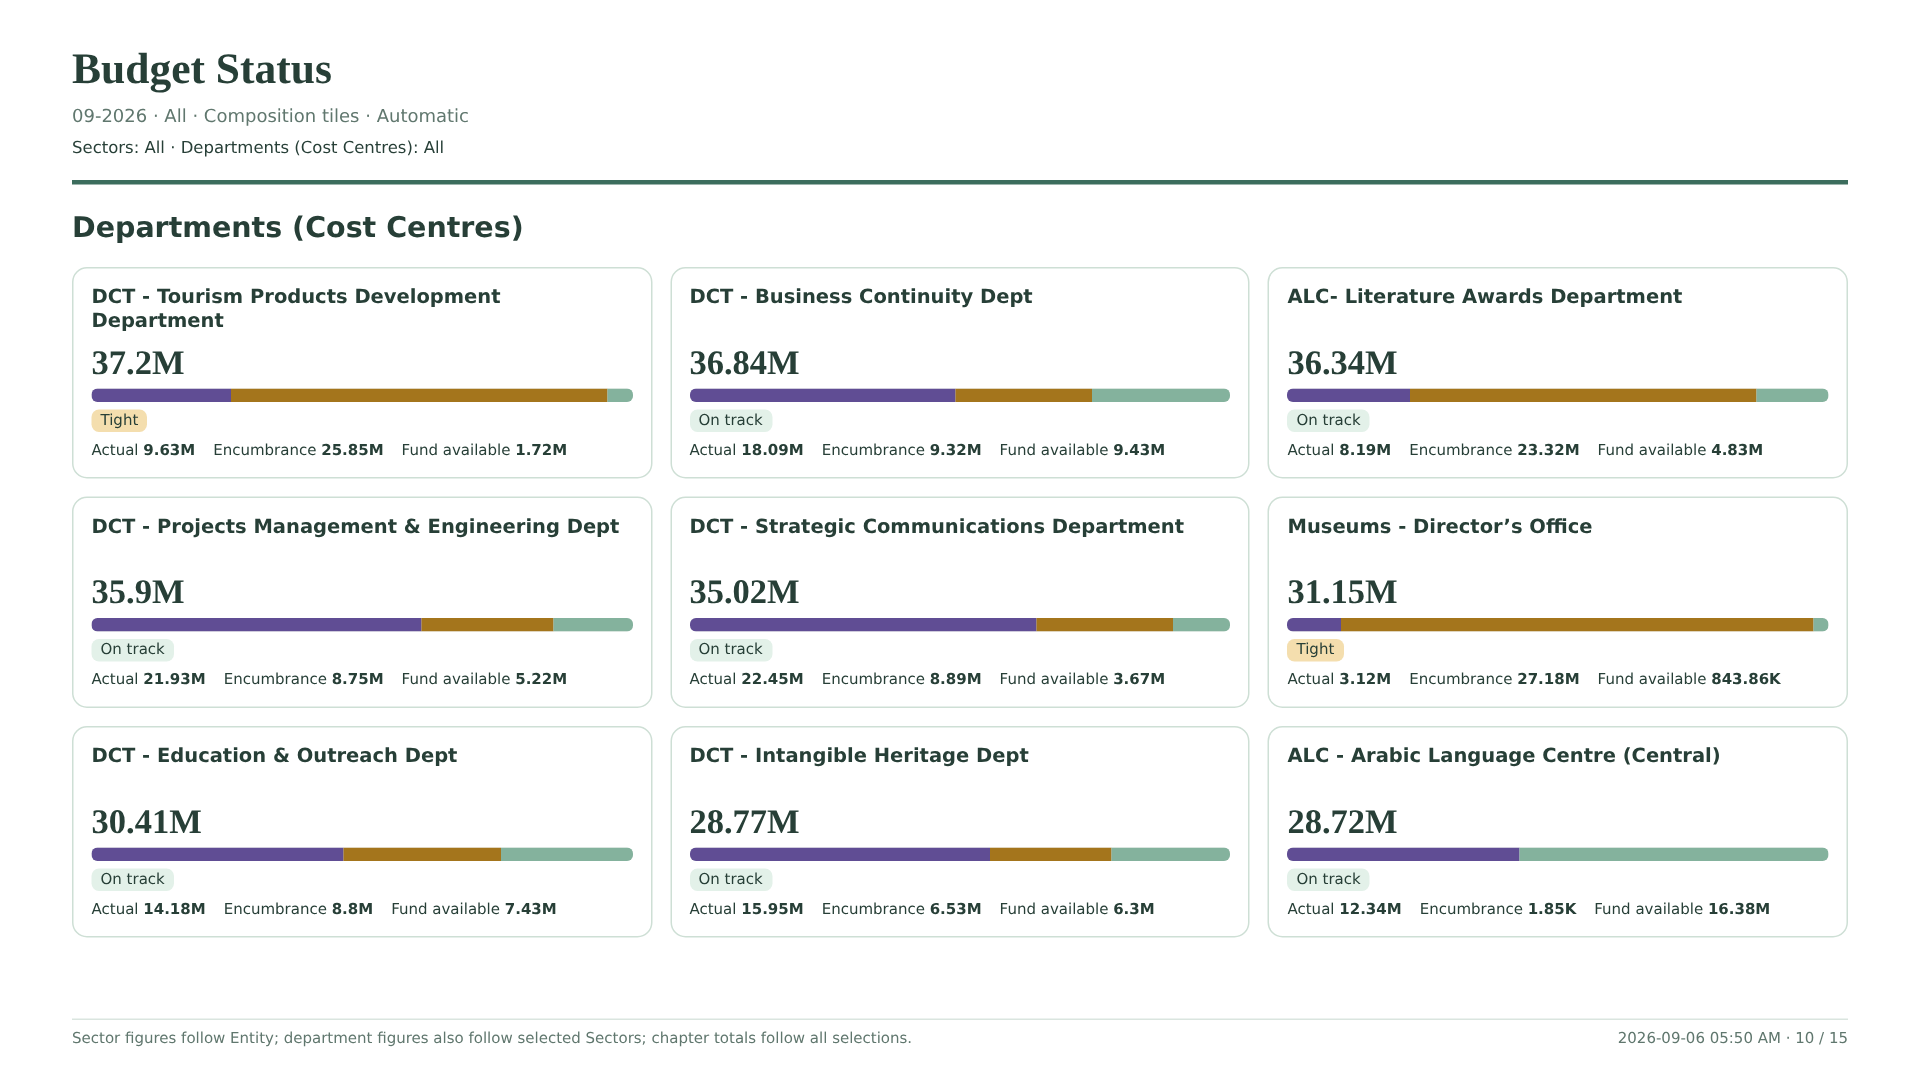 Budget Status
09-2026 · All · Composition tiles · Automatic
Sectors: All · Departments (Cost Centres): All
Departments (Cost Centres)
DCT - Tourism Products Development
Department
37.2M
Tight
Actual 9.63M Encumbrance 25.85M Fund available 1.72M
DCT - Business Continuity Dept
36.84M
On track
Actual 18.09M Encumbrance 9.32M Fund available 9.43M
ALC- Literature Awards Department
36.34M
On track
Actual 8.19M Encumbrance 23.32M Fund available 4.83M
DCT - Projects Management & Engineering Dept
35.9M
On track
Actual 21.93M Encumbrance 8.75M Fund available 5.22M
DCT - Strategic Communications Department
35.02M
On track
Actual 22.45M Encumbrance 8.89M Fund available 3.67M
Museums - Director’s Office
31.15M
Tight
Actual 3.12M Encumbrance 27.18M Fund available 843.86K
DCT - Education & Outreach Dept
30.41M
On track
Actual 14.18M Encumbrance 8.8M Fund available 7.43M
DCT - Intangible Heritage Dept
28.77M
On track
Actual 15.95M Encumbrance 6.53M Fund available 6.3M
ALC - Arabic Language Centre (Central)
28.72M
On track
Actual 12.34M Encumbrance 1.85K Fund available 16.38M
Sector figures follow Entity; department figures also follow selected Sectors; chapter totals follow all selections.
2026-09-06 05:50 AM · 10 / 15